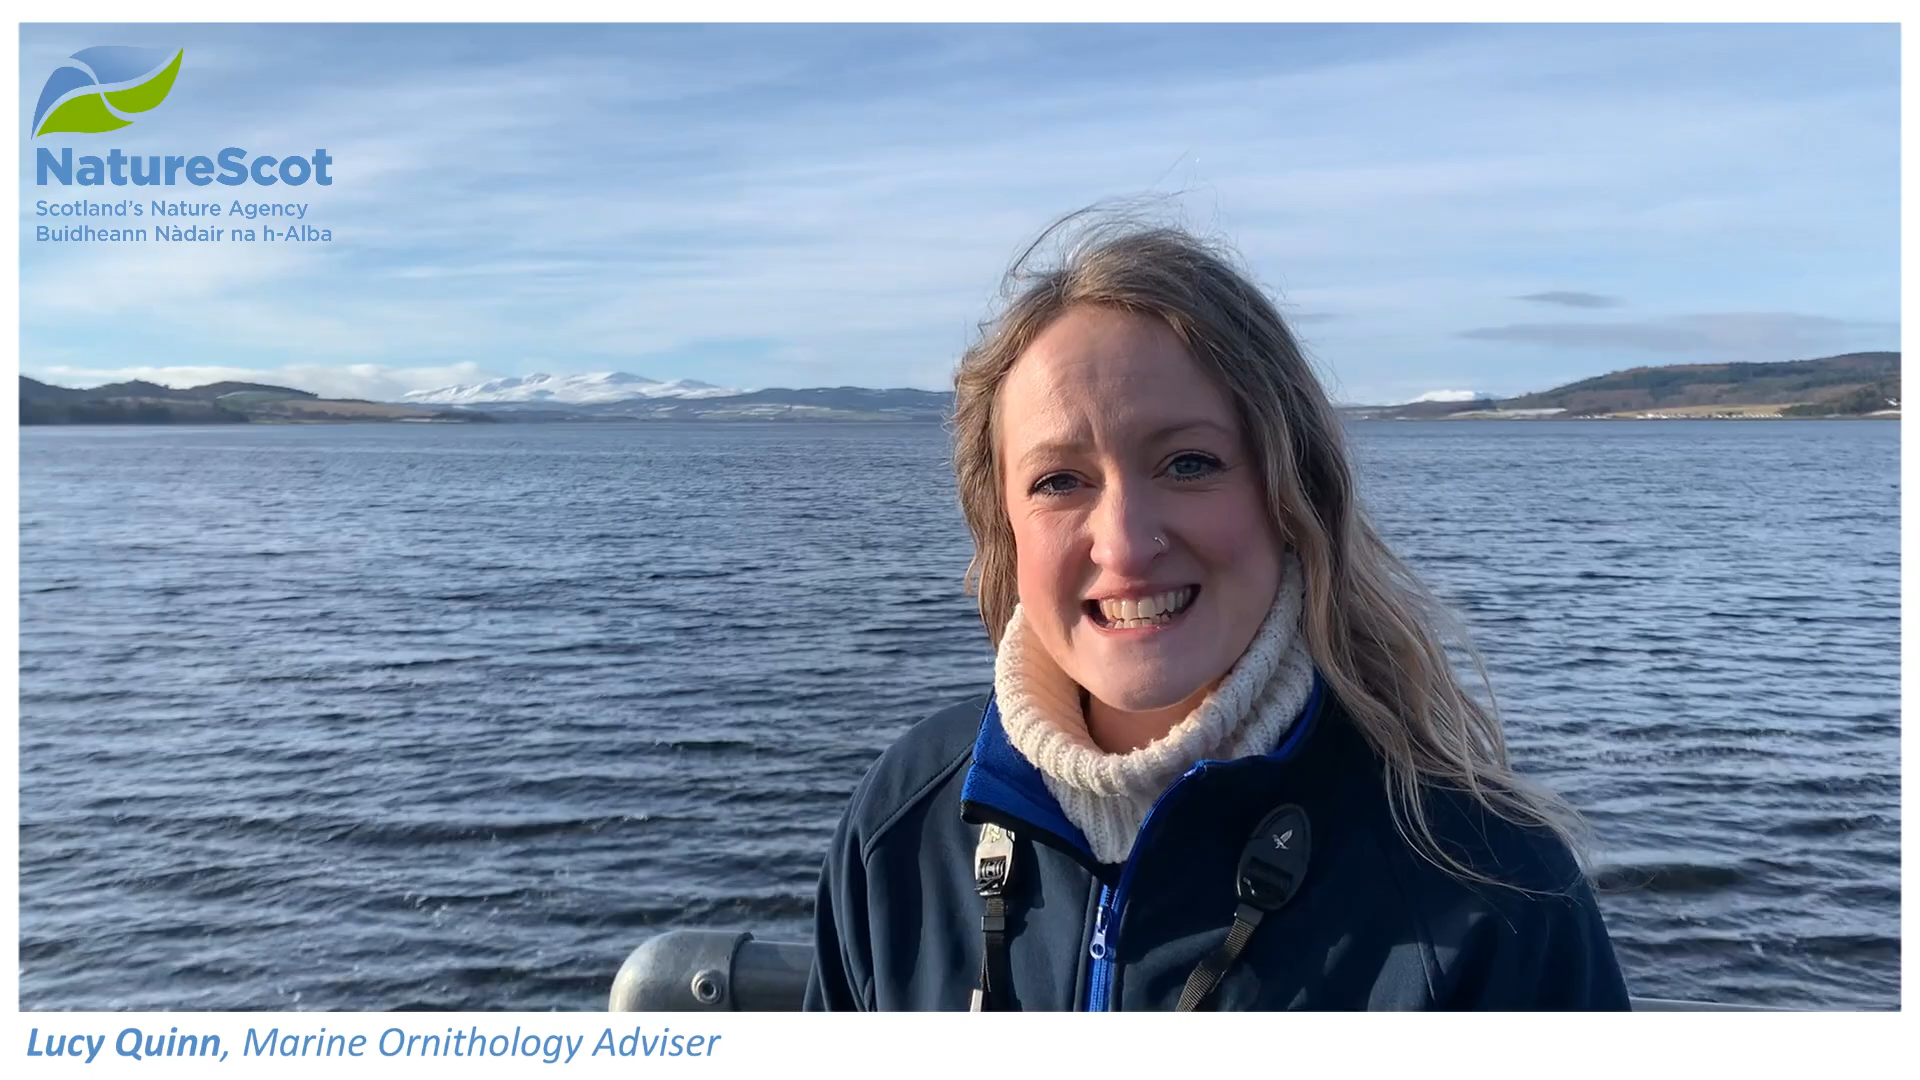 NatureScot
Scotland's Nature Agency
Buidheann Nàdair na h-Alba
Lucy Quinn, Marine Ornithology Adviser